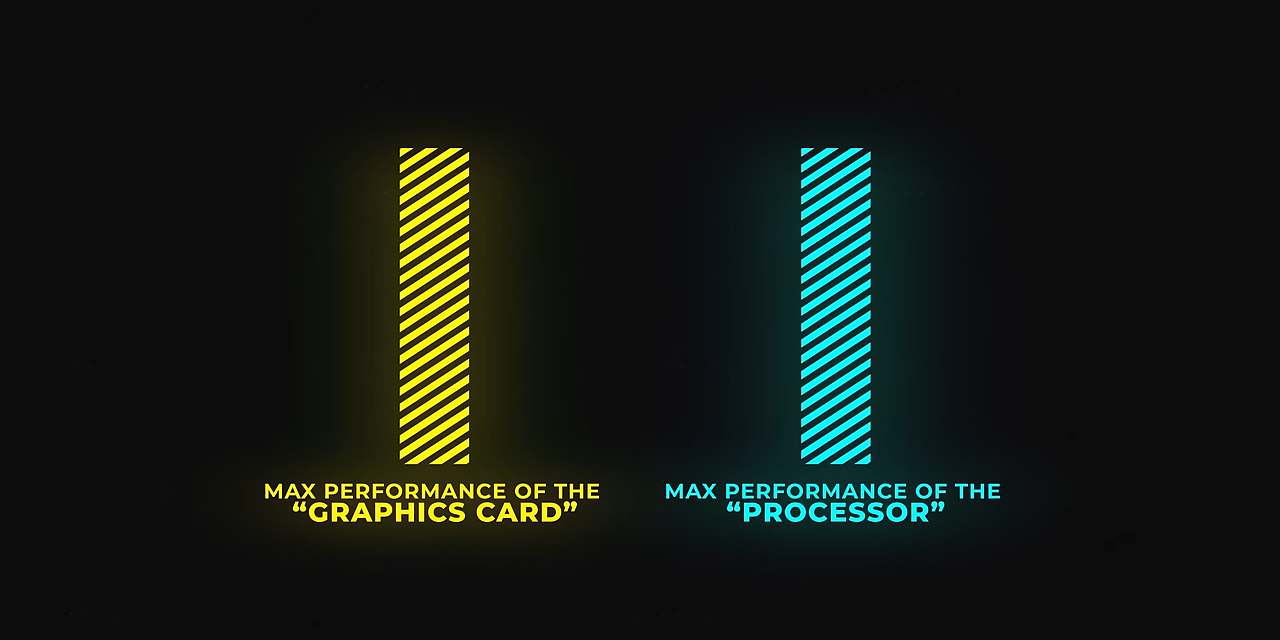 MAX PERFORMANCE OF THE
“GRAPHICS CARD”
MAX PERFORMANCE OF THE
“PROCESSOR”